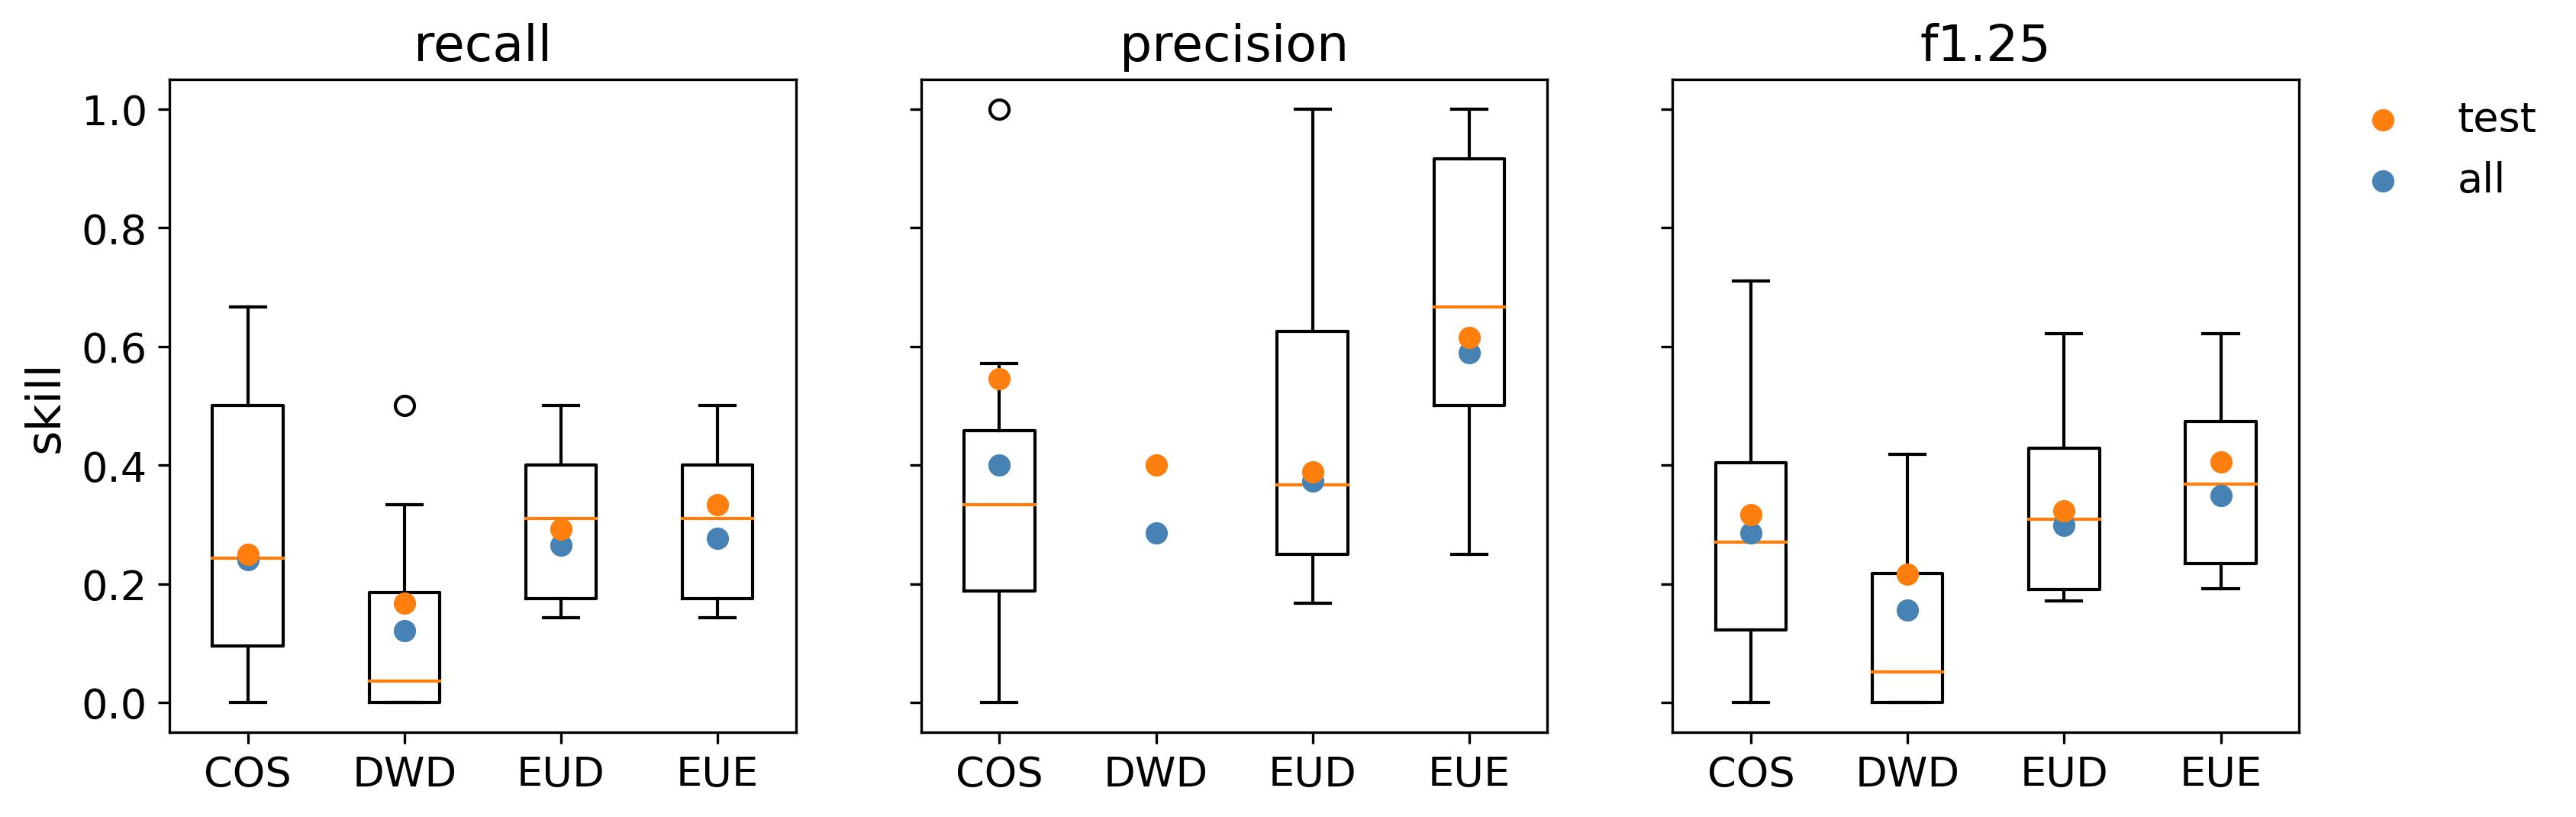 recall
precision
f1.25
1.0
0.8
0.6
0.4
0.2
0.0
skill
COS DWD EUD EUE
COS DWD EUD EUE
COS DWD EUD EUE
test
all